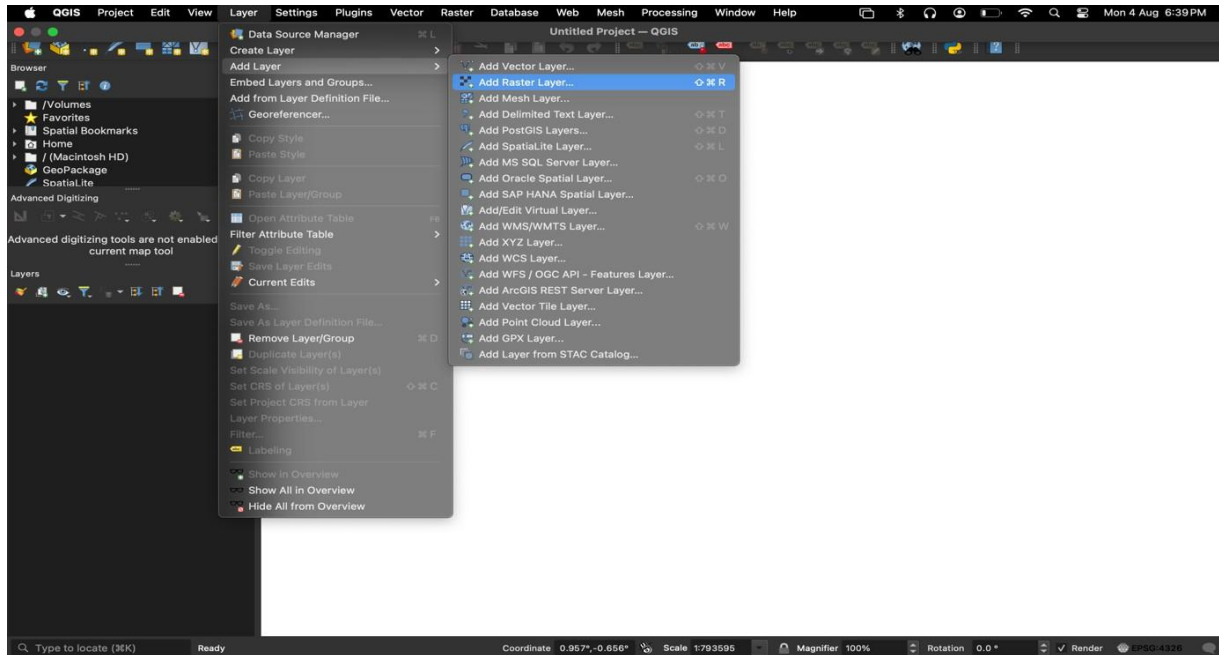 QGIS Project Edit View Layer Settings Plugins Vector Raster Database Web Mesh Processing Window Help Mon 4 Aug 6:39 PM
Untitled Project — QGIS
Browser
/Volumes
Favorites
Spatial Bookmarks
Home
/ (Macintosh HD)
GeoPackage
SpatiaLite
Advanced Digitizing
Advanced digitizing tools are not enabled
current map tool
Layers
Data Source Manager ⌘ L
Create Layer
Add Layer
Embed Layers and Groups...
Add from Layer Definition File...
Georeferencer...
Copy Style
Paste Style
Copy Layer
Paste Layer/Group
Open Attribute Table F6
Filter Attribute Table
Toggle Editing
Save Layer Edits
Current Edits
Save As...
Save As Layer Definition File...
Remove Layer/Group ⌘ D
Duplicate Layer(s)
Set Scale Visibility of Layer(s)
Set CRS of Layer(s) ⇧ ⌘ C
Set Project CRS from Layer
Layer Properties...
Filter... ⌘ F
Labeling
Show in Overview
Show All in Overview
Hide All from Overview
Add Vector Layer... ⇧ ⌘ V
Add Raster Layer... ⇧ ⌘ R
Add Mesh Layer...
Add Delimited Text Layer... ⇧ ⌘ T
Add PostGIS Layers... ⇧ ⌘ D
Add SpatiaLite Layer... ⇧ ⌘ L
Add MS SQL Server Layer...
Add Oracle Spatial Layer... ⇧ ⌘ O
Add SAP HANA Spatial Layer...
Add/Edit Virtual Layer...
Add WMS/WMTS Layer... ⇧ ⌘ W
Add XYZ Layer...
Add WCS Layer...
Add WFS / OGC API - Features Layer...
Add ArcGIS REST Server Layer...
Add Vector Tile Layer...
Add Point Cloud Layer...
Add GPX Layer...
Add Layer from STAC Catalog...
Type to locate (⌘K) Ready Coordinate 0.957°,-0.656° Scale 1:793595 Magnifier 100% Rotation 0.0 ° Render EPSG:4326